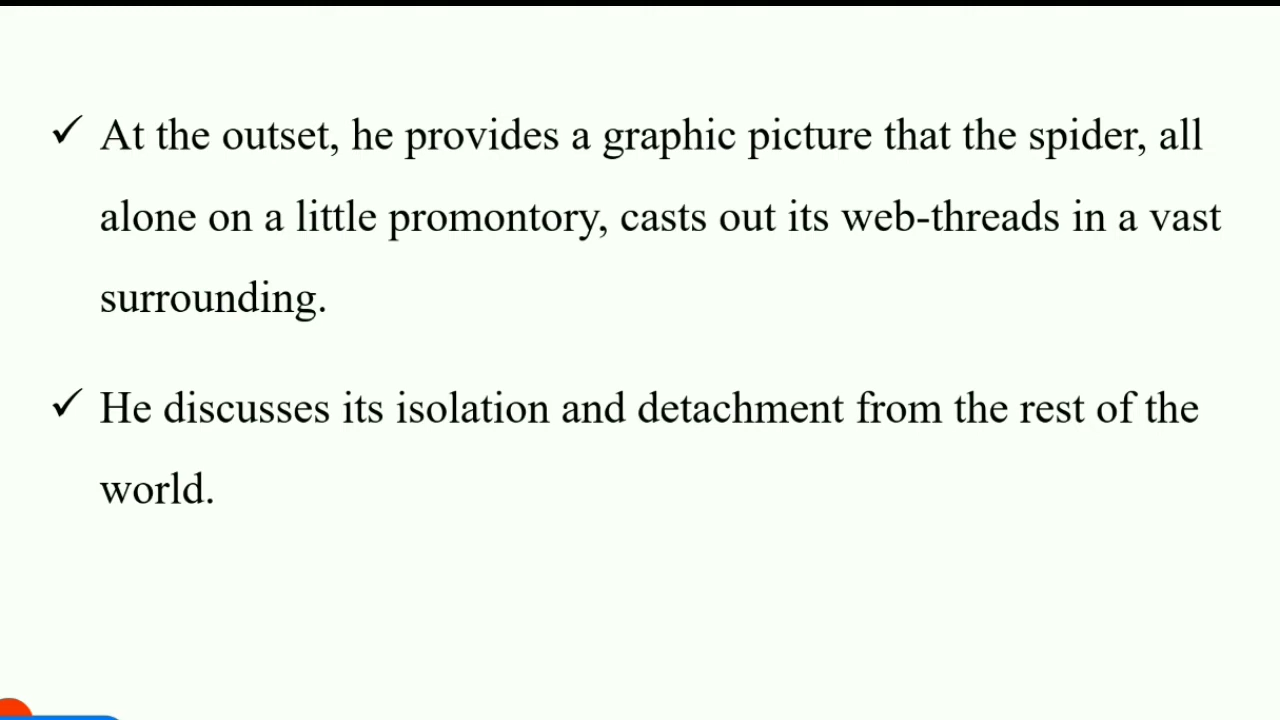 ✓ At the outset, he provides a graphic picture that the spider, all
alone on a little promontory, casts out its web-threads in a vast
surrounding.
✓ He discusses its isolation and detachment from the rest of the
world.